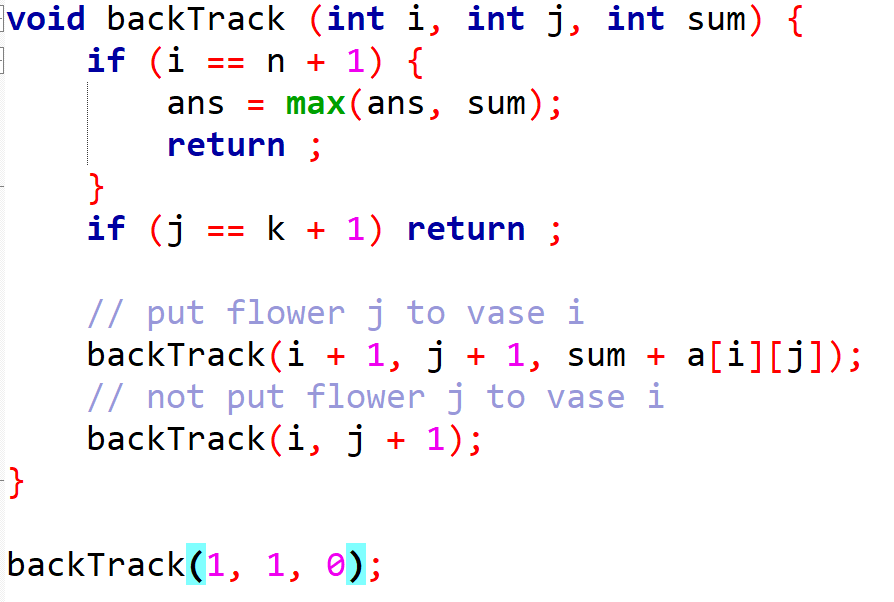 void backTrack (int i, int j, int sum) {
    if (i == n + 1) {
        ans = max(ans, sum);
        return ;
    }
    if (j == k + 1) return ;

    // put flower j to vase i
    backTrack(i + 1, j + 1, sum + a[i][j]);
    // not put flower j to vase i
    backTrack(i, j + 1);
}

backTrack(1, 1, 0);